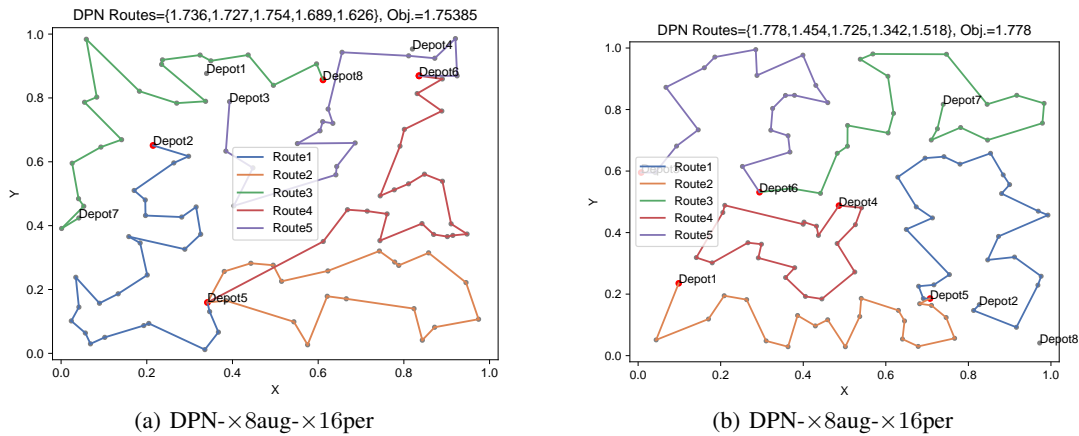 DPN Routes={1.736,1.727,1.754,1.689,1.626}, Obj.=1.75385
1.0
0.8
0.6
0.4
0.2
0.0
Y
Depot4
Depot1
Depot8
Depot6
Depot3
Depot2
Route1
Route2
Route3
Route4
Route5
Depot7
Depot5
0.0 0.2 0.4 0.6 0.8 1.0
X
(a) DPN-×8aug-×16per
DPN Routes={1.778,1.454,1.725,1.342,1.518}, Obj.=1.778
1.0
0.8
0.6
0.4
0.2
0.0
Y
Depot7
Route1
Route2
Route3
Route4
Route5
Depot6
Depot4
Depot1
Depot5
Depot2
Depot8
0.0 0.2 0.4 0.6 0.8 1.0
X
(b) DPN-×8aug-×16per